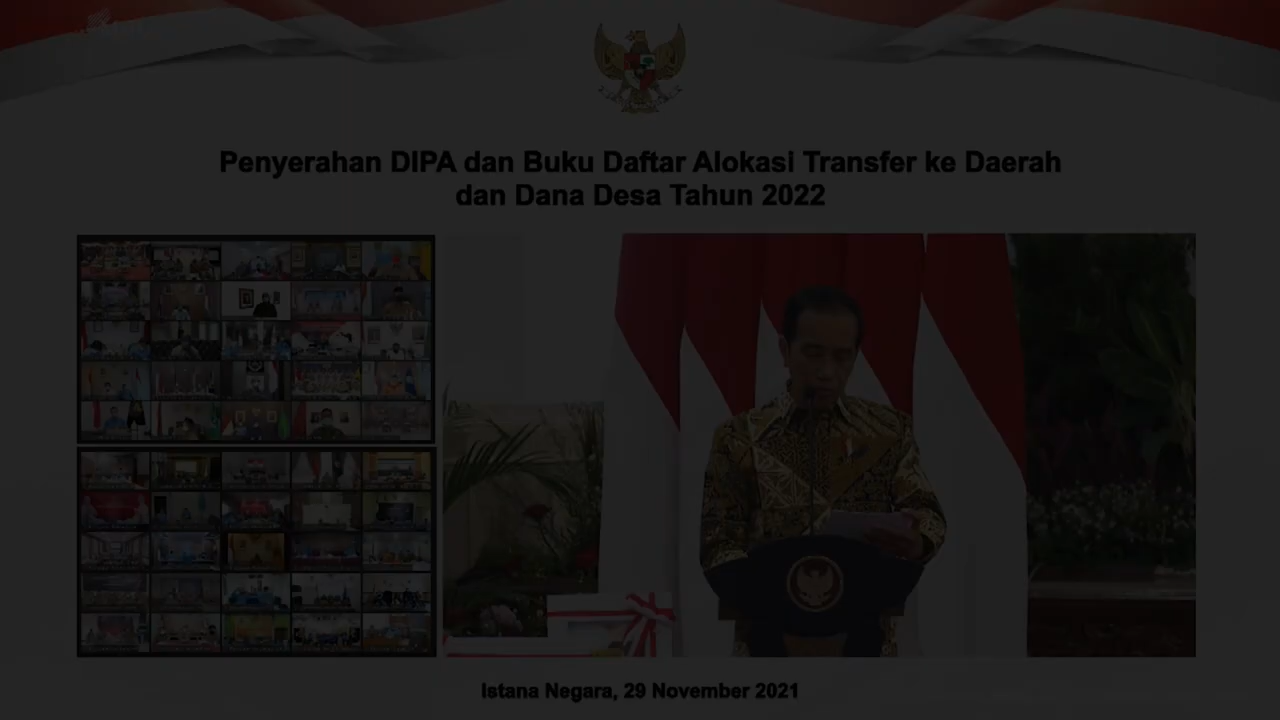 Penyerahan DIPA dan Buku Daftar Alokasi Transfer ke Daerah
dan Dana Desa Tahun 2022
Istana Negara, 29 November 2021